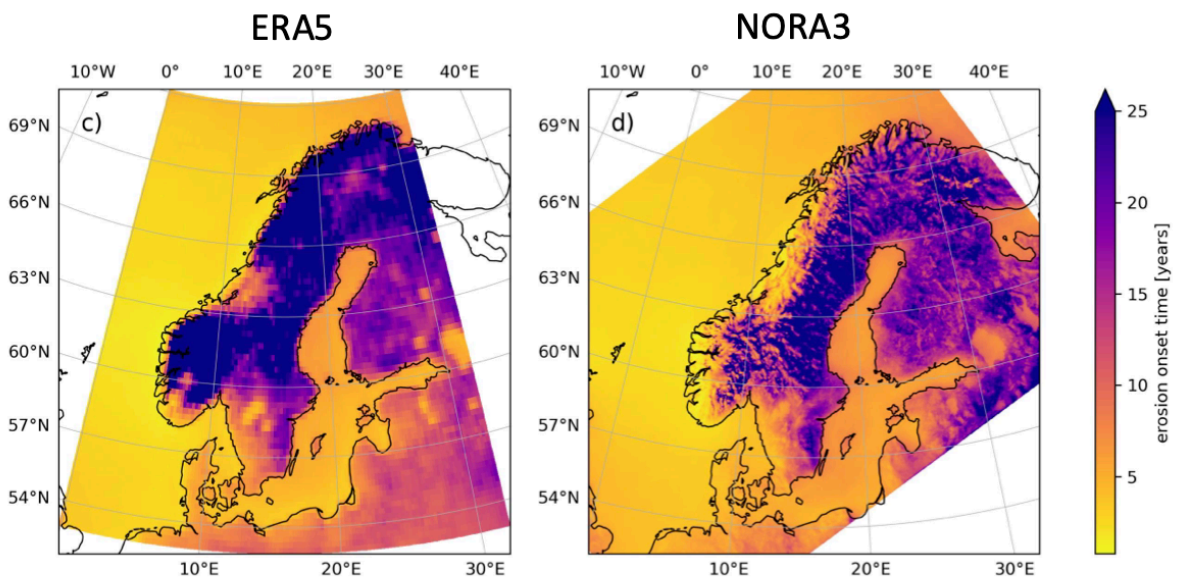 ERA5 NORA3
10°W 0° 10°E 20°E 30°E 40°E 10°W 0° 10°E 20°E 30°E 40°E
c) d)
69°N 69°N
66°N 66°N
63°N 63°N
60°N 60°N
57°N 57°N
54°N 54°N
10°E 20°E 30°E 10°E 20°E 30°E
25
20
15
10
5
erosion onset time [years]